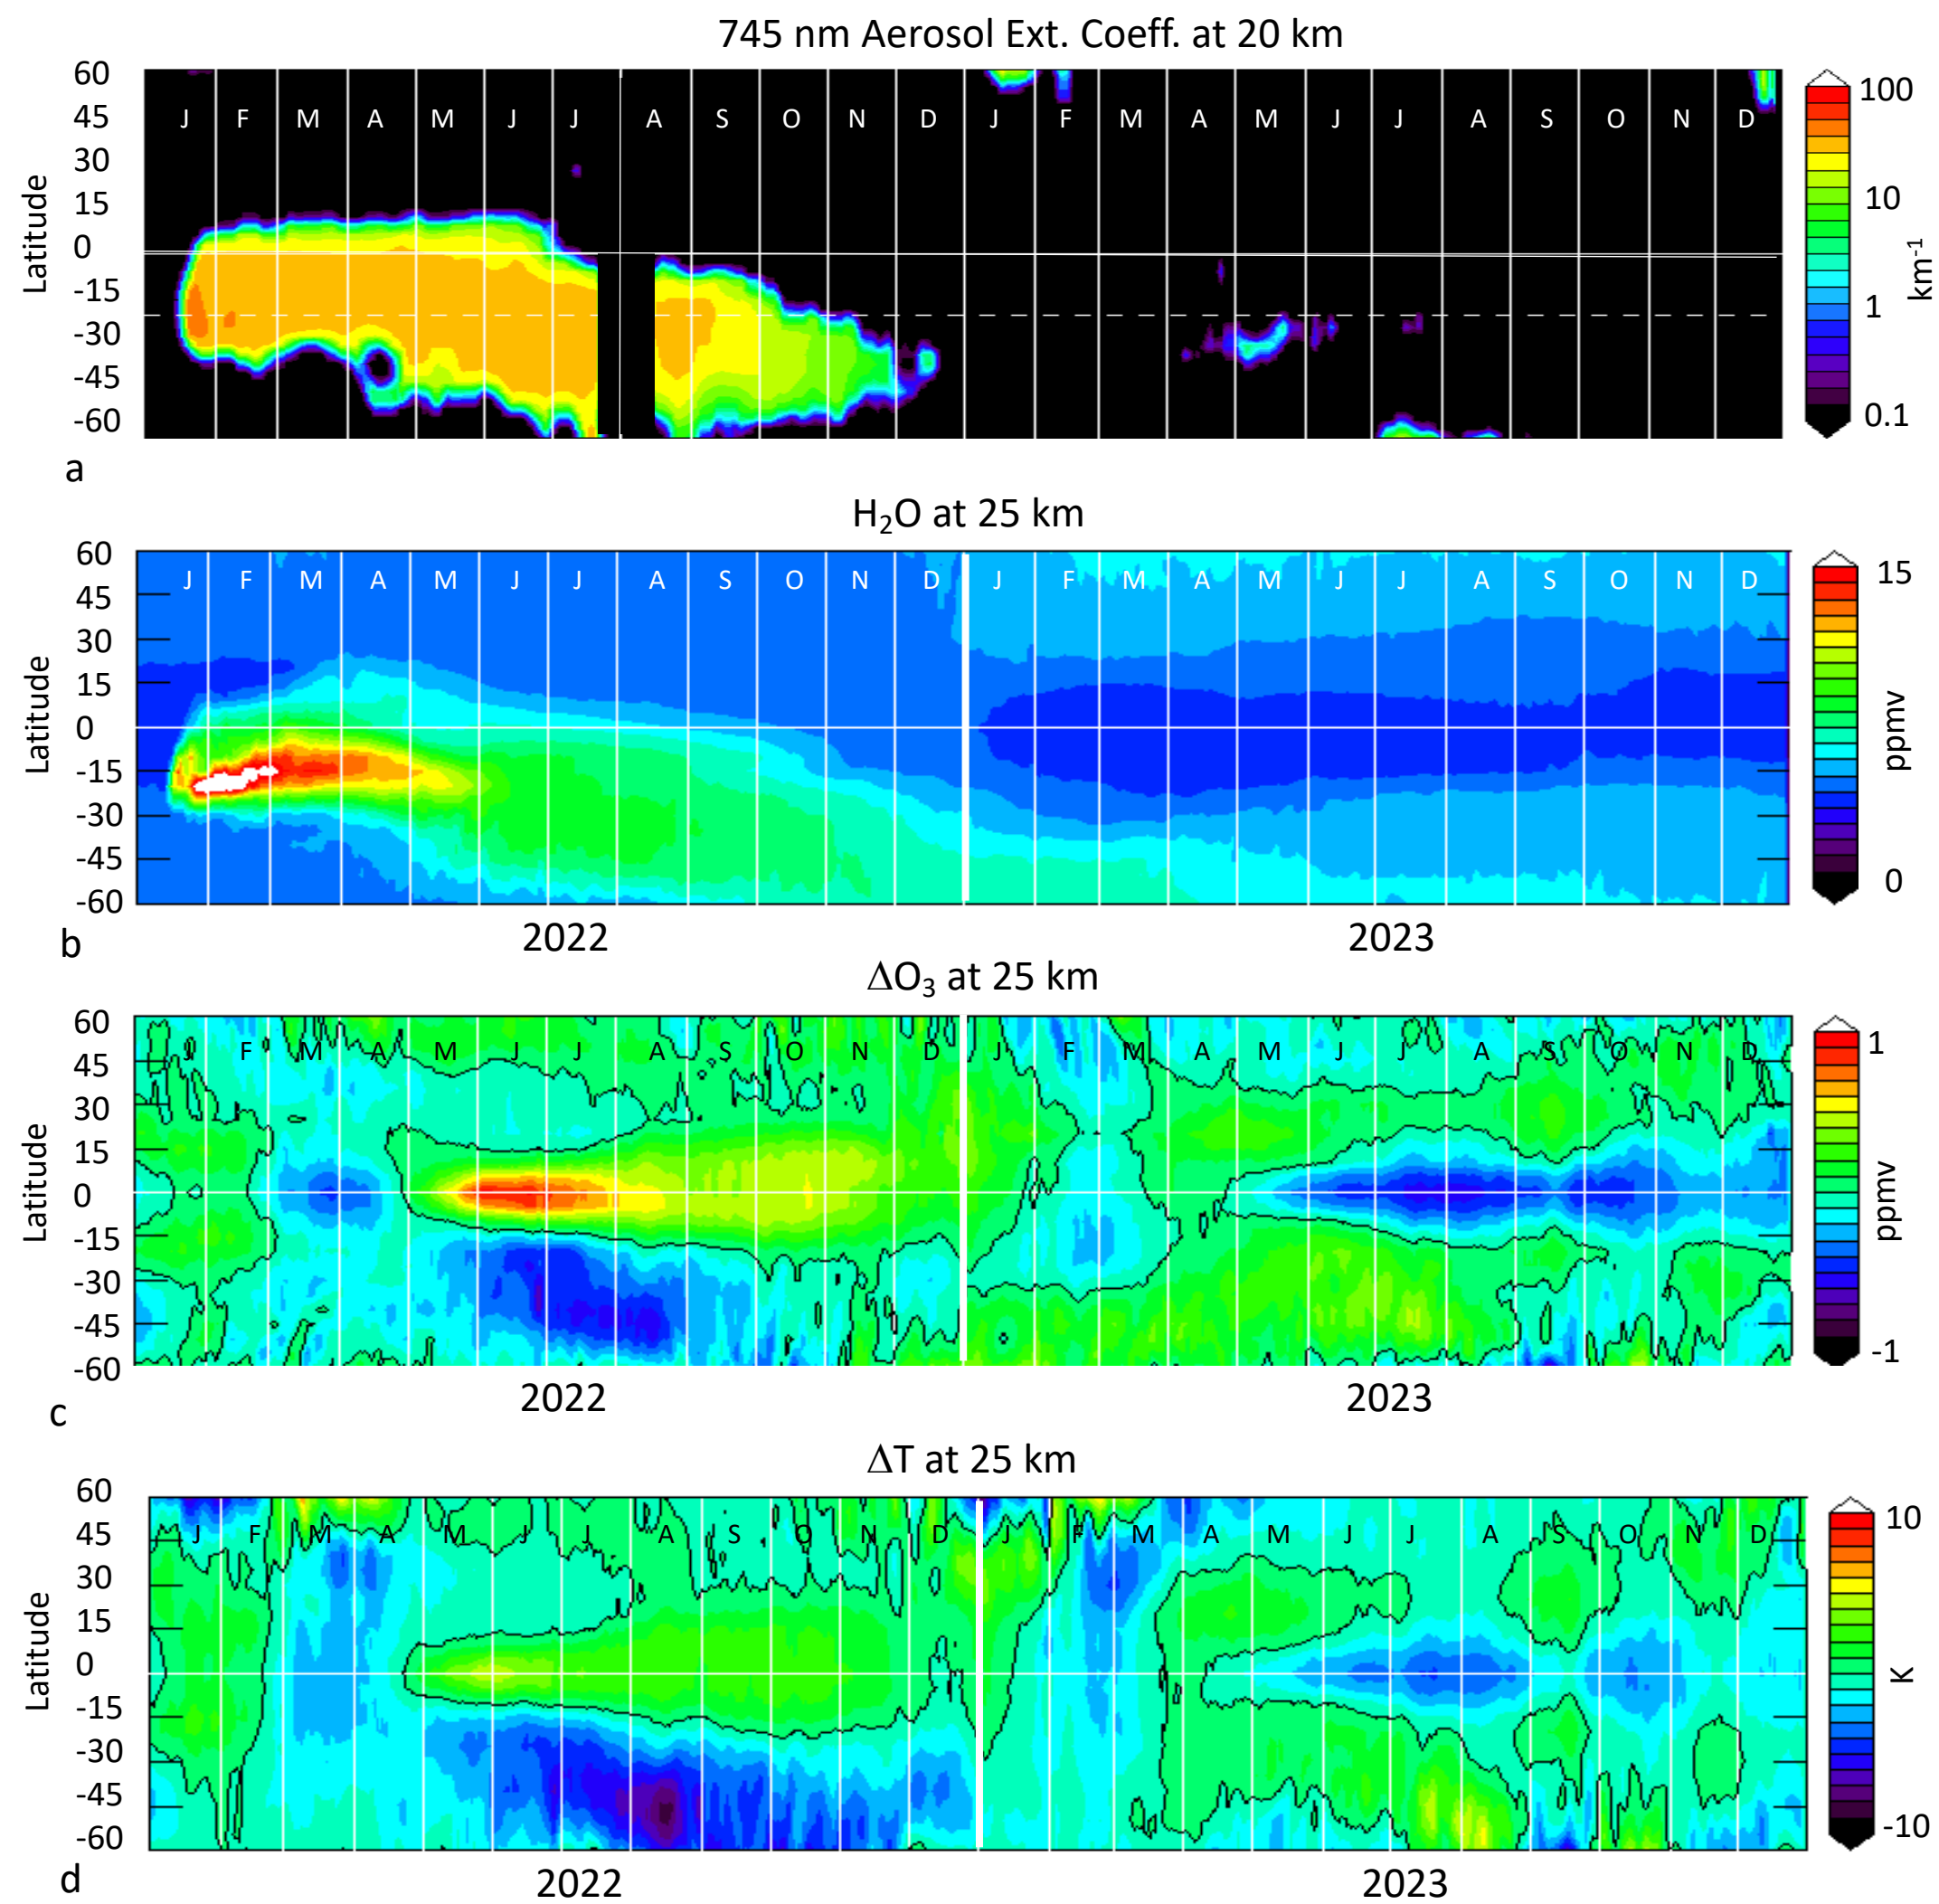 745 nm Aerosol Ext. Coeff. at 20 km
60
45
30
15
0
-15
-30
-45
-60
Latitude
J F M A M J J A S O N D J F M A M J J A S O N D
100
10
1
0.1
km-1
a
H2O at 25 km
60
45
30
15
0
-15
-30
-45
-60
Latitude
J F M A M J J A S O N D J F M A M J J A S O N D
15
0
ppmv
2022 2023
b
ΔO3 at 25 km
60
45
30
15
0
-15
-30
-45
-60
Latitude
J F M A M J J A S O N D J F M A M J J A S O N D
1
-1
ppmv
2022 2023
c
ΔT at 25 km
60
45
30
15
0
-15
-30
-45
-60
Latitude
J F M A M J J A S O N D J F M A M J J A S O N D
10
-10
K
2022 2023
d